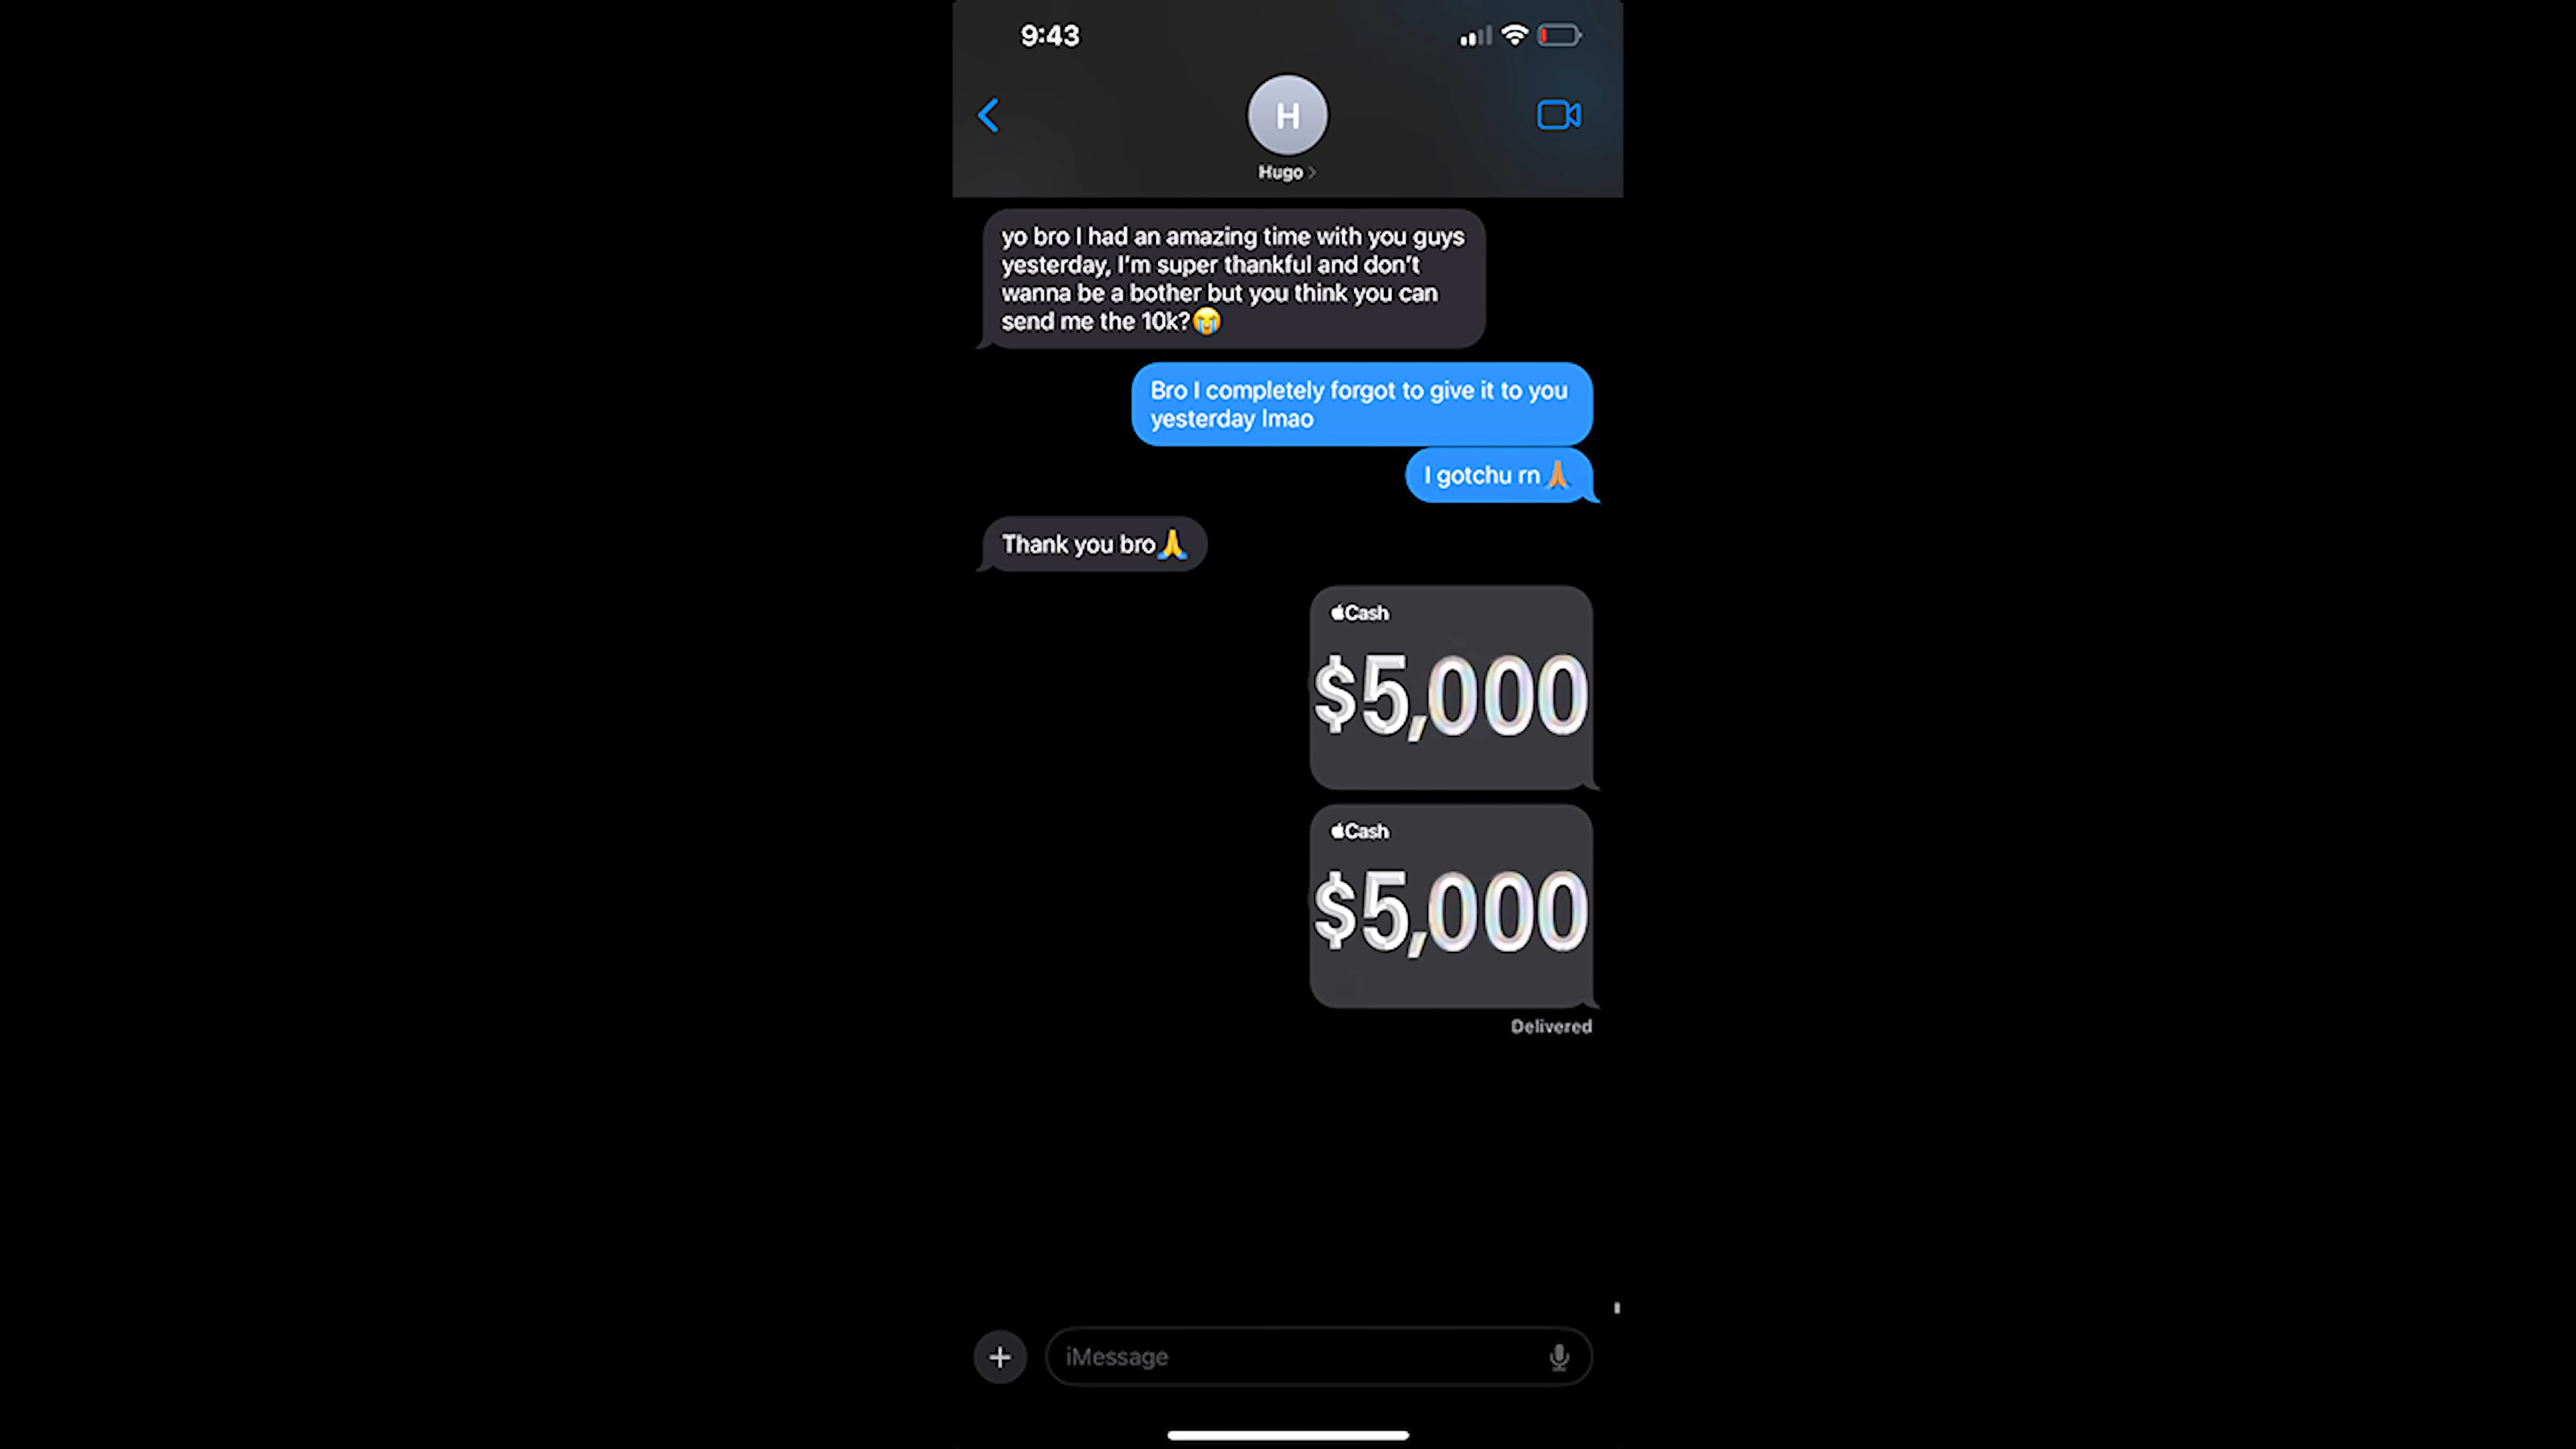 9:43
H
Hugo
yo bro I had an amazing time with you guys
yesterday, I'm super thankful and don't
wanna be a bother but you think you can
send me the 10k?😭
Bro I completely forgot to give it to you
yesterday lmao
I gotchu rn🙏🏽
Thank you bro🙏
Cash
$5,000
Cash
$5,000
Delivered
iMessage